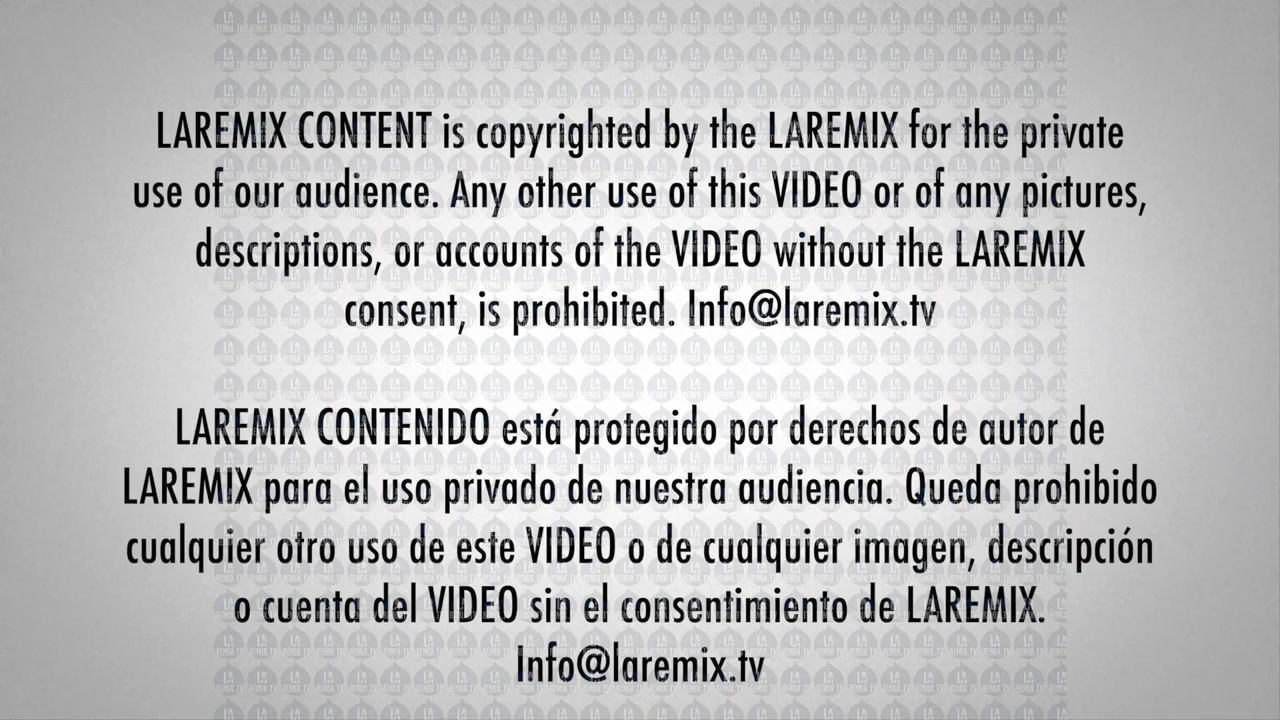 LAREMIX CONTENT is copyrighted by the LAREMIX for the private
use of our audience. Any other use of this VIDEO or of any pictures,
descriptions, or accounts of the VIDEO without the LAREMIX
consent, is prohibited. Info@laremix.tv
LAREMIX CONTENIDO está protegido por derechos de autor de
LAREMIX para el uso privado de nuestra audiencia. Queda prohibido
cualquier otro uso de este VIDEO o de cualquier imagen, descripción
o cuenta del VIDEO sin el consentimiento de LAREMIX.
Info@laremix.tv